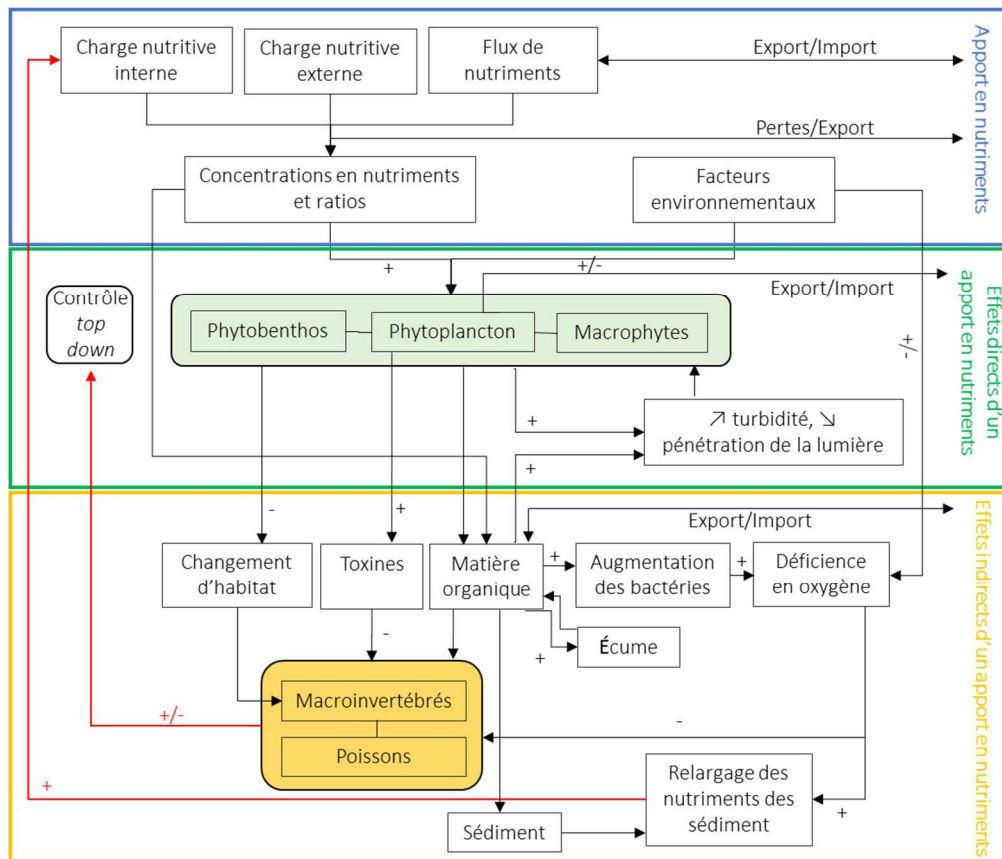 Charge nutritive
interne
Charge nutritive
externe
Flux de
nutriments
Export/Import
Pertes/Export
Apport en nutriments
Concentrations en nutriments
et ratios
Facteurs
environnementaux
+
+/-
Export/Import
Contrôle
top
down
Phytobenthos
Phytoplancton
Macrophytes
+/-
Effets directs d'un
apport en nutriments
↗ turbidité, ↘
pénétration de la lumière
+
+
-
+
Export/Import
Changement
d'habitat
Toxines
Matière
organique
+
Augmentation
des bactéries
+
Déficience
en oxygène
-
+
Écume
Effets indirects d'un apport en nutriments
Macroinvertébrés
Poissons
+/-
-
+
Relargage des
nutriments des
sédiment
+
Sédiment